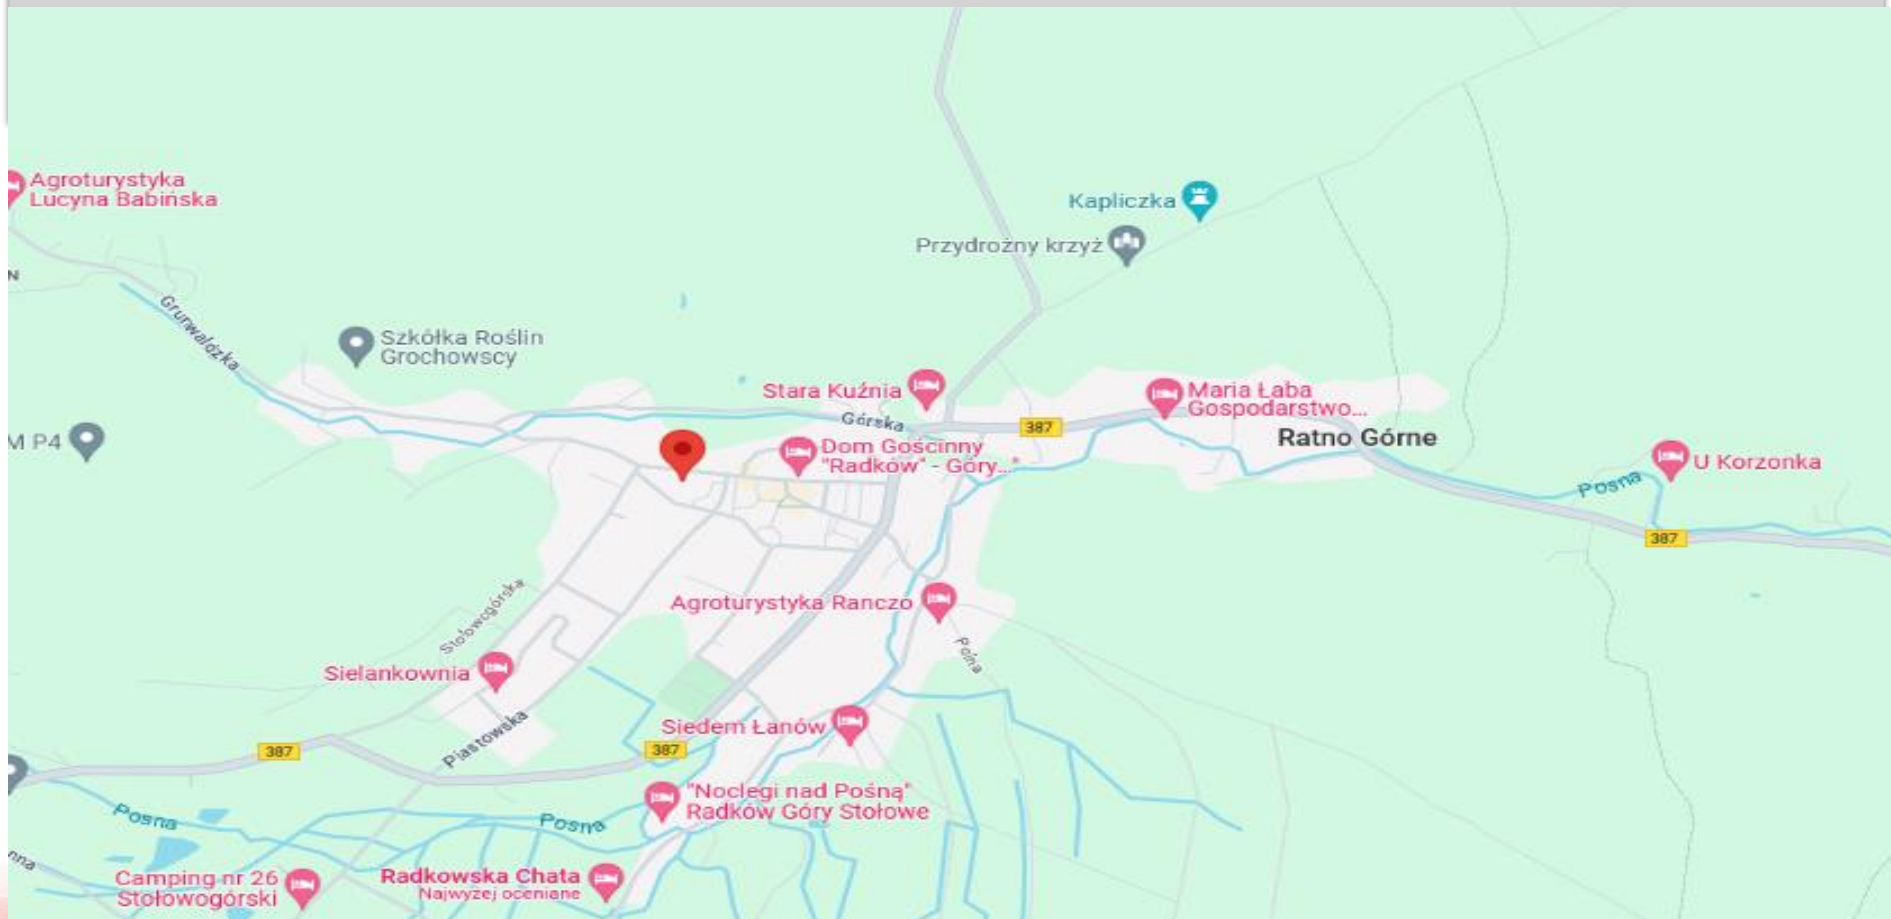 Agroturystyka
Lucyna Babińska
Kapliczka
Przydrożny krzyż
N
Grunwaldzka
Szkółka Roślin
Grochowscy
Stara Kuźnia
Maria Łaba
Gospodarstwo...
Górska
387
Ratno Górne
M P4
Dom Gościnny
"Radków" - Góry..."
U Korzonka
Posna
387
Stołowogórska
Agroturystyka Ranczo
Polna
Sielankownia
Piastowska
Siedem Łanów
387
387
"Noclegi nad Pośną"
Radków Góry Stołowe
Posna
Posna
nna
Camping nr 26
Stołowogórski
Radkowska Chata
Najwyżej oceniane